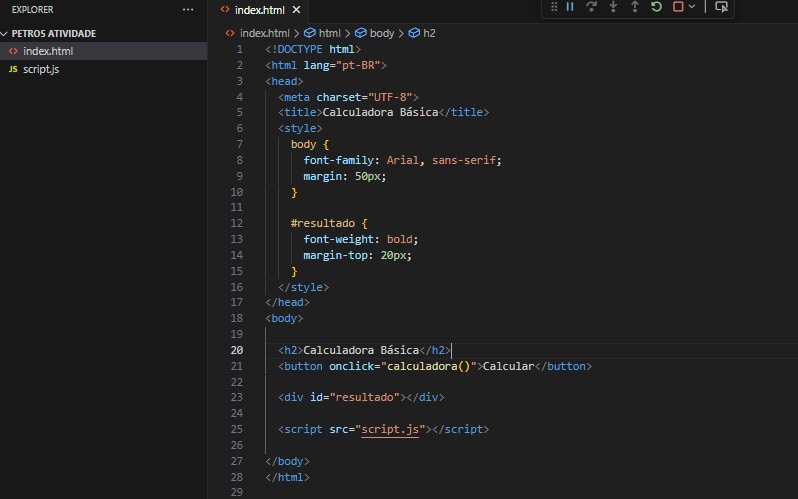 EXPLORER
···
PETROS ATIVIDADE
<> index.html
JS script.js
<> index.html ×
<> index.html > html > body > h2
1 <!DOCTYPE html>
2 <html lang="pt-BR">
3 <head>
4 <meta charset="UTF-8">
5 <title>Calculadora Básica</title>
6 <style>
7 body {
8 font-family: Arial, sans-serif;
9 margin: 50px;
10 }
11
12 #resultado {
13 font-weight: bold;
14 margin-top: 20px;
15 }
16 </style>
17 </head>
18 <body>
19
20 <h2>Calculadora Básica</h2>
21 <button onclick="calculadora()">Calcular</button>
22
23 <div id="resultado"></div>
24
25 <script src="script.js"></script>
26
27 </body>
28 </html>
29